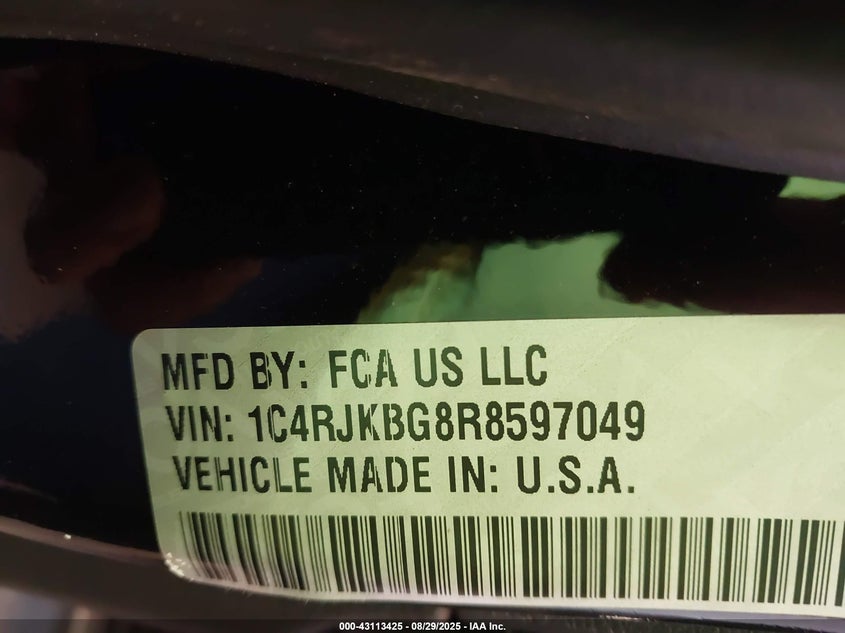 MFD BY: FCA US LLC
VIN: 1C4RJKBG8R8597049
VEHICLE MADE IN: U.S.A.
000-43113425 - 08/29/2025 - IAA Inc.